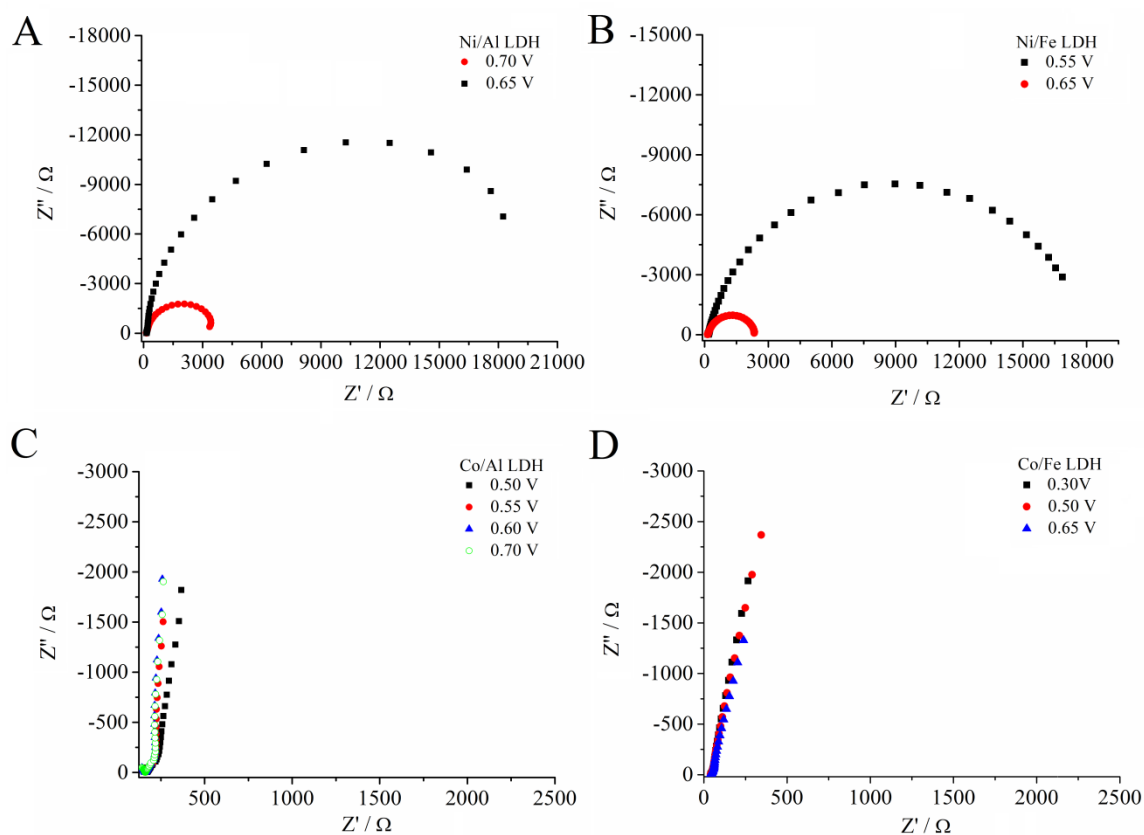 A
Ni/Al LDH
0.70 V
0.65 V
-18000
-15000
-12000
-9000
-6000
-3000
0
Z'' / Ω
0 3000 6000 9000 12000 15000 18000 21000
Z' / Ω
B
Ni/Fe LDH
0.55 V
0.65 V
-15000
-12000
-9000
-6000
-3000
0
Z'' / Ω
0 3000 6000 9000 12000 15000 18000
Z' / Ω
C
Co/Al LDH
0.50 V
0.55 V
0.60 V
0.70 V
-3000
-2500
-2000
-1500
-1000
-500
0
Z'' / Ω
500 1000 1500 2000 2500
Z' / Ω
D
Co/Fe LDH
0.30V
0.50 V
0.65 V
-3000
-2500
-2000
-1500
-1000
-500
0
Z'' / Ω
0 500 1000 1500 2000 2500
Z' / Ω